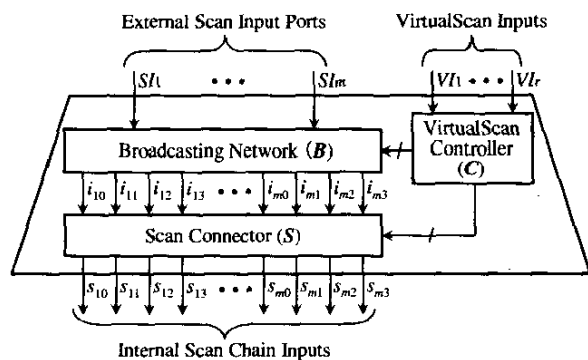 External Scan Input Ports VirtualScan Inputs
SI₁ • • • SIₘ VI₁ • • • VIᵣ
Broadcasting Network (B)
VirtualScan
Controller
(C)
i₁₀ i₁₁ i₁₂ i₁₃ • • • iₘ₀ iₘ₁ iₘ₂ iₘ₃
Scan Connector (S)
s₁₀ s₁₁ s₁₂ s₁₃ • • • sₘ₀ sₘ₁ sₘ₂ sₘ₃
Internal Scan Chain Inputs